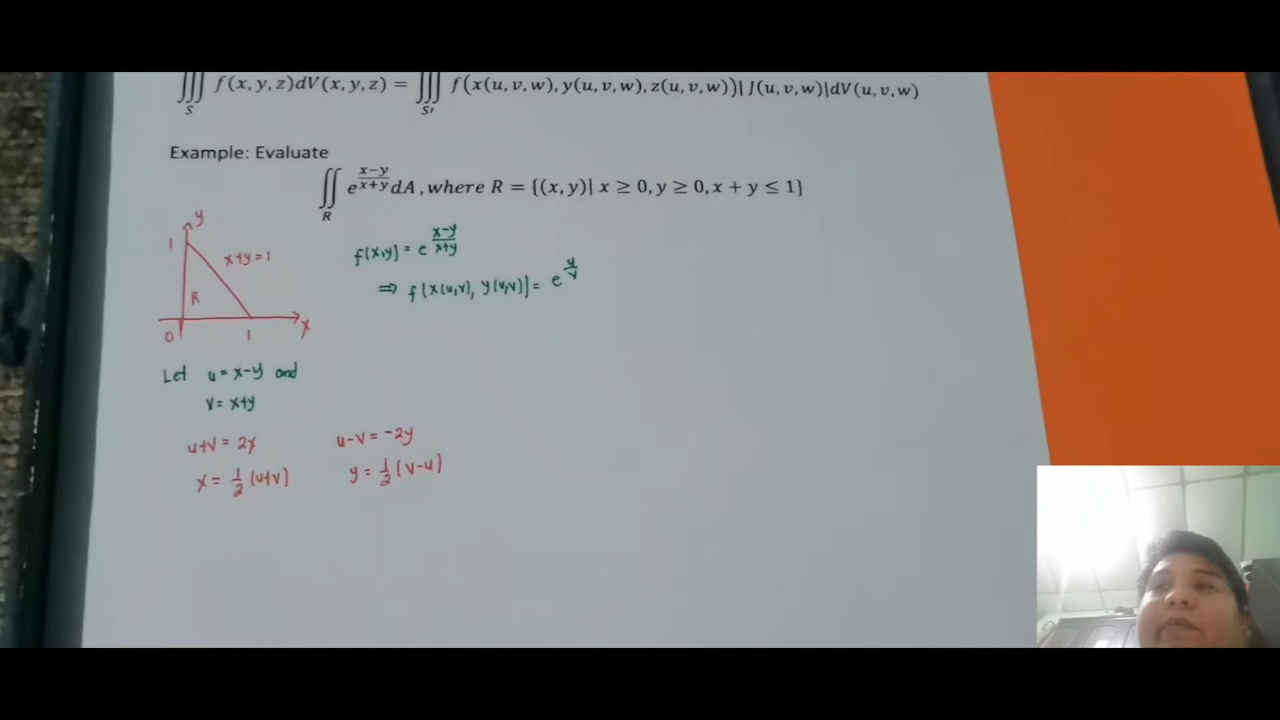 ∭_S f(x, y, z)dV(x, y, z) = ∭_S′ f(x(u, v, w), y(u, v, w), z(u, v, w))| J(u, v, w)|dV(u, v, w)
Example: Evaluate
∬_R e^((x−y)/(x+y)) dA , where R = {(x, y)| x ≥ 0, y ≥ 0, x + y ≤ 1}
y
1
x+y=1
R
0
1
x
f(x,y) = e^((x-y)/(x+y))
⇒ f(x(u,v), y(u,v)) = e^(u/v)
Let u = x-y and
v = x+y
u+v = 2x
x = 1/2 (u+v)
u-v = -2y
y = 1/2 (v-u)